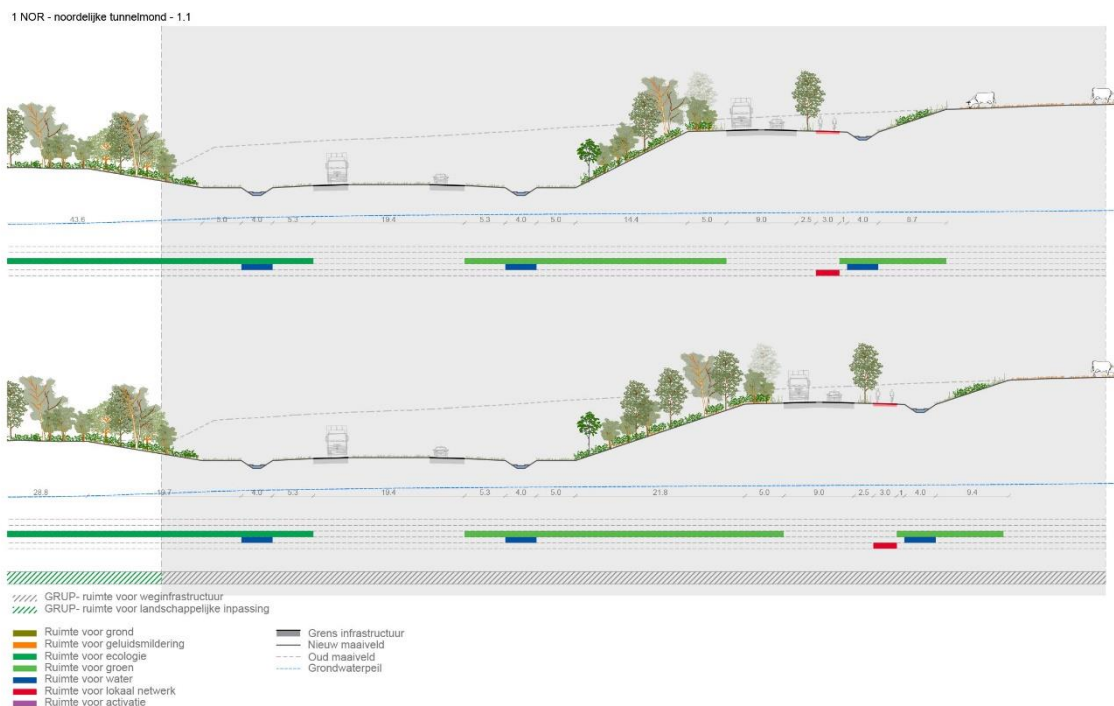 1 NOR - noordelijke tunnelmond - 1.1
43.6 5.0 4.0 5.3 19.4 5.3 4.0 5.0 14.4 5.0 9.0 2.5 3.0 1 4.0 8.7
28.8 19.7 4.0 5.3 19.4 5.3 4.0 5.0 21.8 5.0 9.0 2.5 3.0 1 4.0 9.4
GRUP- ruimte voor weginfrastructuur
GRUP- ruimte voor landschappelijke inpassing
Ruimte voor grond
Ruimte voor geluidsmildering
Ruimte voor ecologie
Ruimte voor groen
Ruimte voor water
Ruimte voor lokaal netwerk
Ruimte voor activatie
Grens infrastructuur
Nieuw maaiveld
Oud maaiveld
Grondwaterpeil